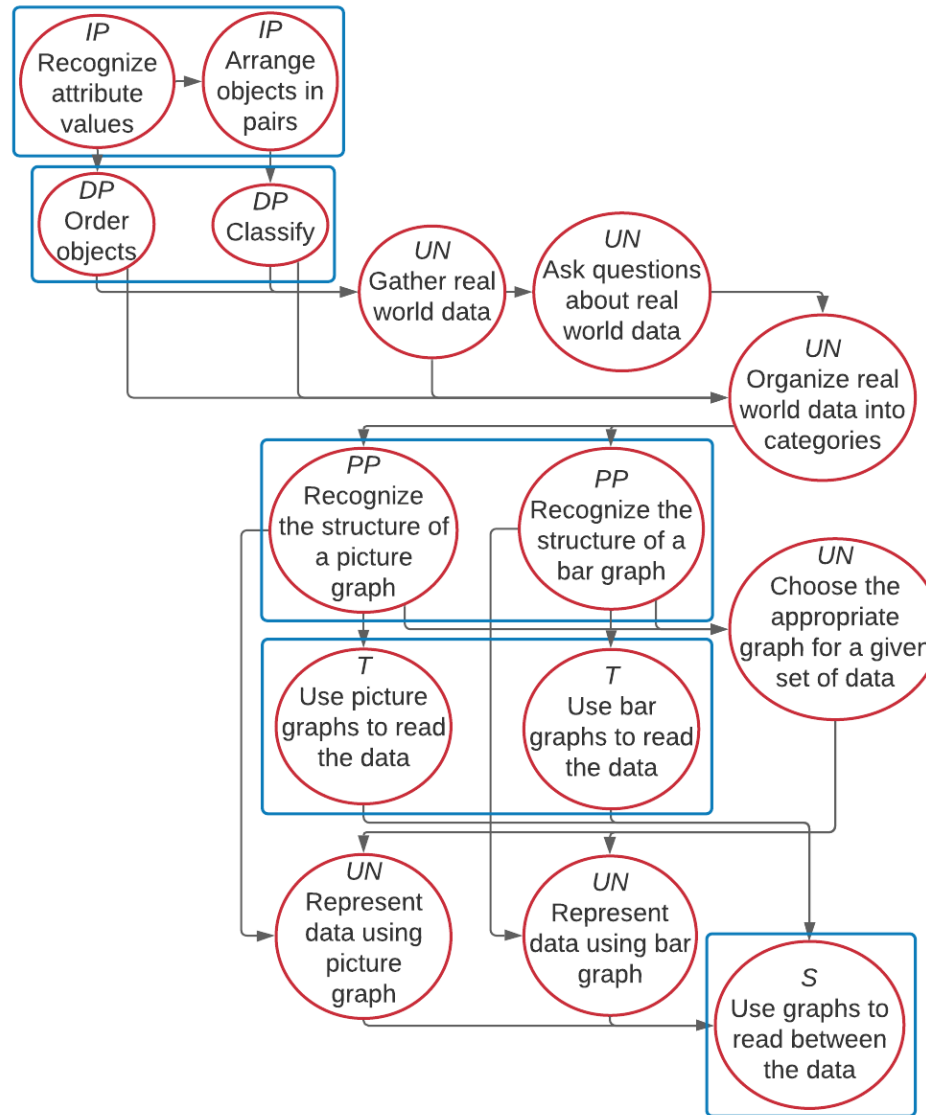 IP
Recognize
attribute
values
IP
Arrange
objects in
pairs
DP
Order
objects
DP
Classify
UN
Gather real
world data
UN
Ask questions
about real
world data
UN
Organize real
world data into
categories
PP
Recognize
the structure of
a picture
graph
PP
Recognize the
structure of a
bar graph
UN
Choose the
appropriate
graph for a given
set of data
T
Use picture
graphs to read
the data
T
Use bar
graphs to read
the data
UN
Represent
data using
picture
graph
UN
Represent
data using bar
graph
S
Use graphs to
read between
the data